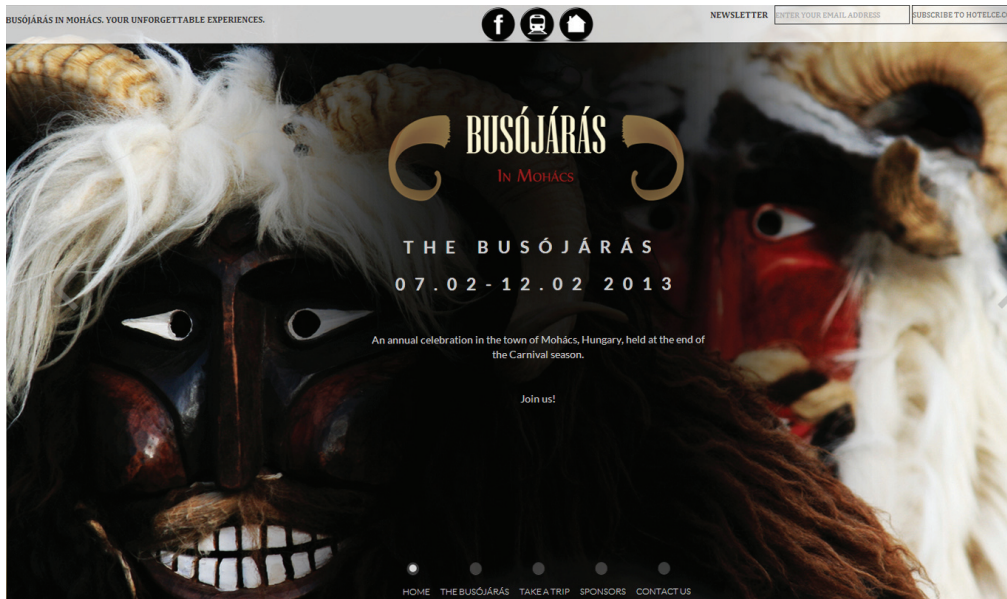 BUSÓJÁRÁS IN MOHÁCS. YOUR UNFORGETTABLE EXPERIENCES.
f
NEWSLETTER ENTER YOUR EMAIL ADDRESS SUBSCRIBE TO HOTELCE.C
BUSÓJÁRÁS
IN MOHÁCS
THE BUSÓJÁRÁS
07.02-12.02 2013
An annual celebration in the town of Mohács, Hungary, held at the end of
the Carnival season.
Join us!
HOME THE BUSÓJÁRÁS TAKE A TRIP SPONSORS CONTACT US